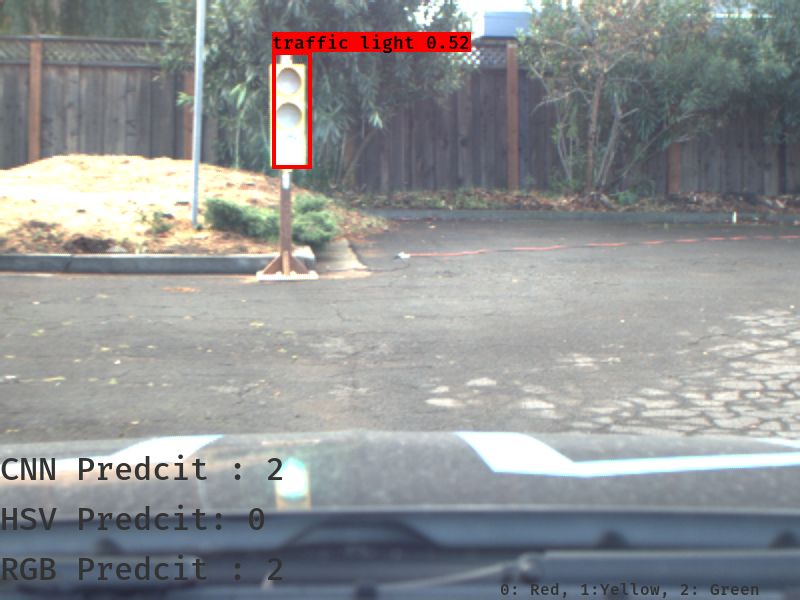 traffic light 0.52
CNN Predcit : 2
HSV Predcit: 0
RGB Predcit : 2
0: Red, 1:Yellow, 2: Green